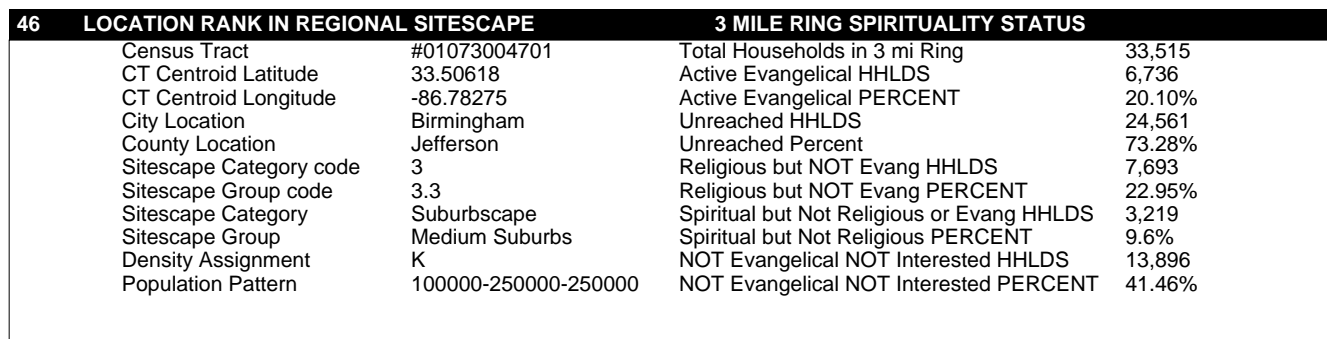 46 LOCATION RANK IN REGIONAL SITESCAPE 3 MILE RING SPIRITUALITY STATUS
Census Tract #01073004701 Total Households in 3 mi Ring 33,515
CT Centroid Latitude 33.50618 Active Evangelical HHLDS 6,736
CT Centroid Longitude -86.78275 Active Evangelical PERCENT 20.10%
City Location Birmingham Unreached HHLDS 24,561
County Location Jefferson Unreached Percent 73.28%
Sitescape Category code 3 Religious but NOT Evang HHLDS 7,693
Sitescape Group code 3.3 Religious but NOT Evang PERCENT 22.95%
Sitescape Category Suburbscape Spiritual but Not Religious or Evang HHLDS 3,219
Sitescape Group Medium Suburbs Spiritual but Not Religious PERCENT 9.6%
Density Assignment K NOT Evangelical NOT Interested HHLDS 13,896
Population Pattern 100000-250000-250000 NOT Evangelical NOT Interested PERCENT 41.46%